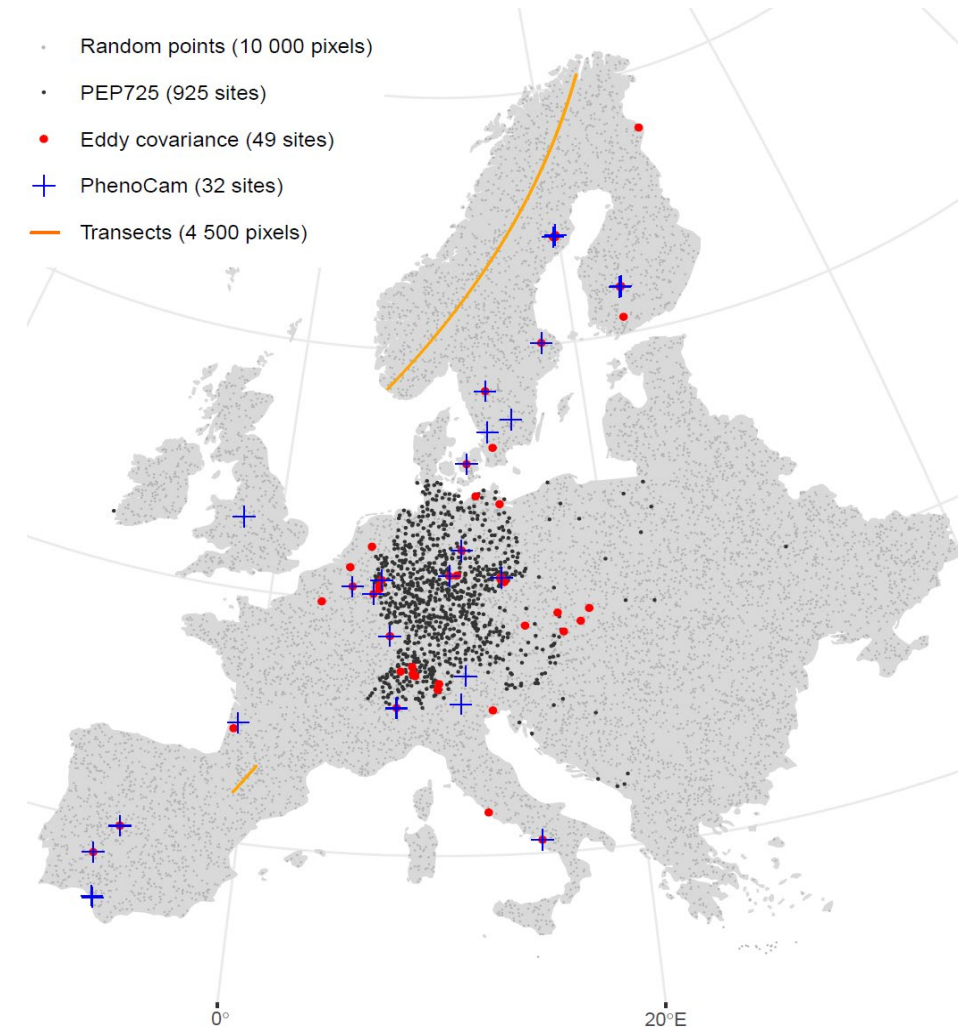 Random points (10 000 pixels)
PEP725 (925 sites)
Eddy covariance (49 sites)
PhenoCam (32 sites)
Transects (4 500 pixels)
0°
20°E